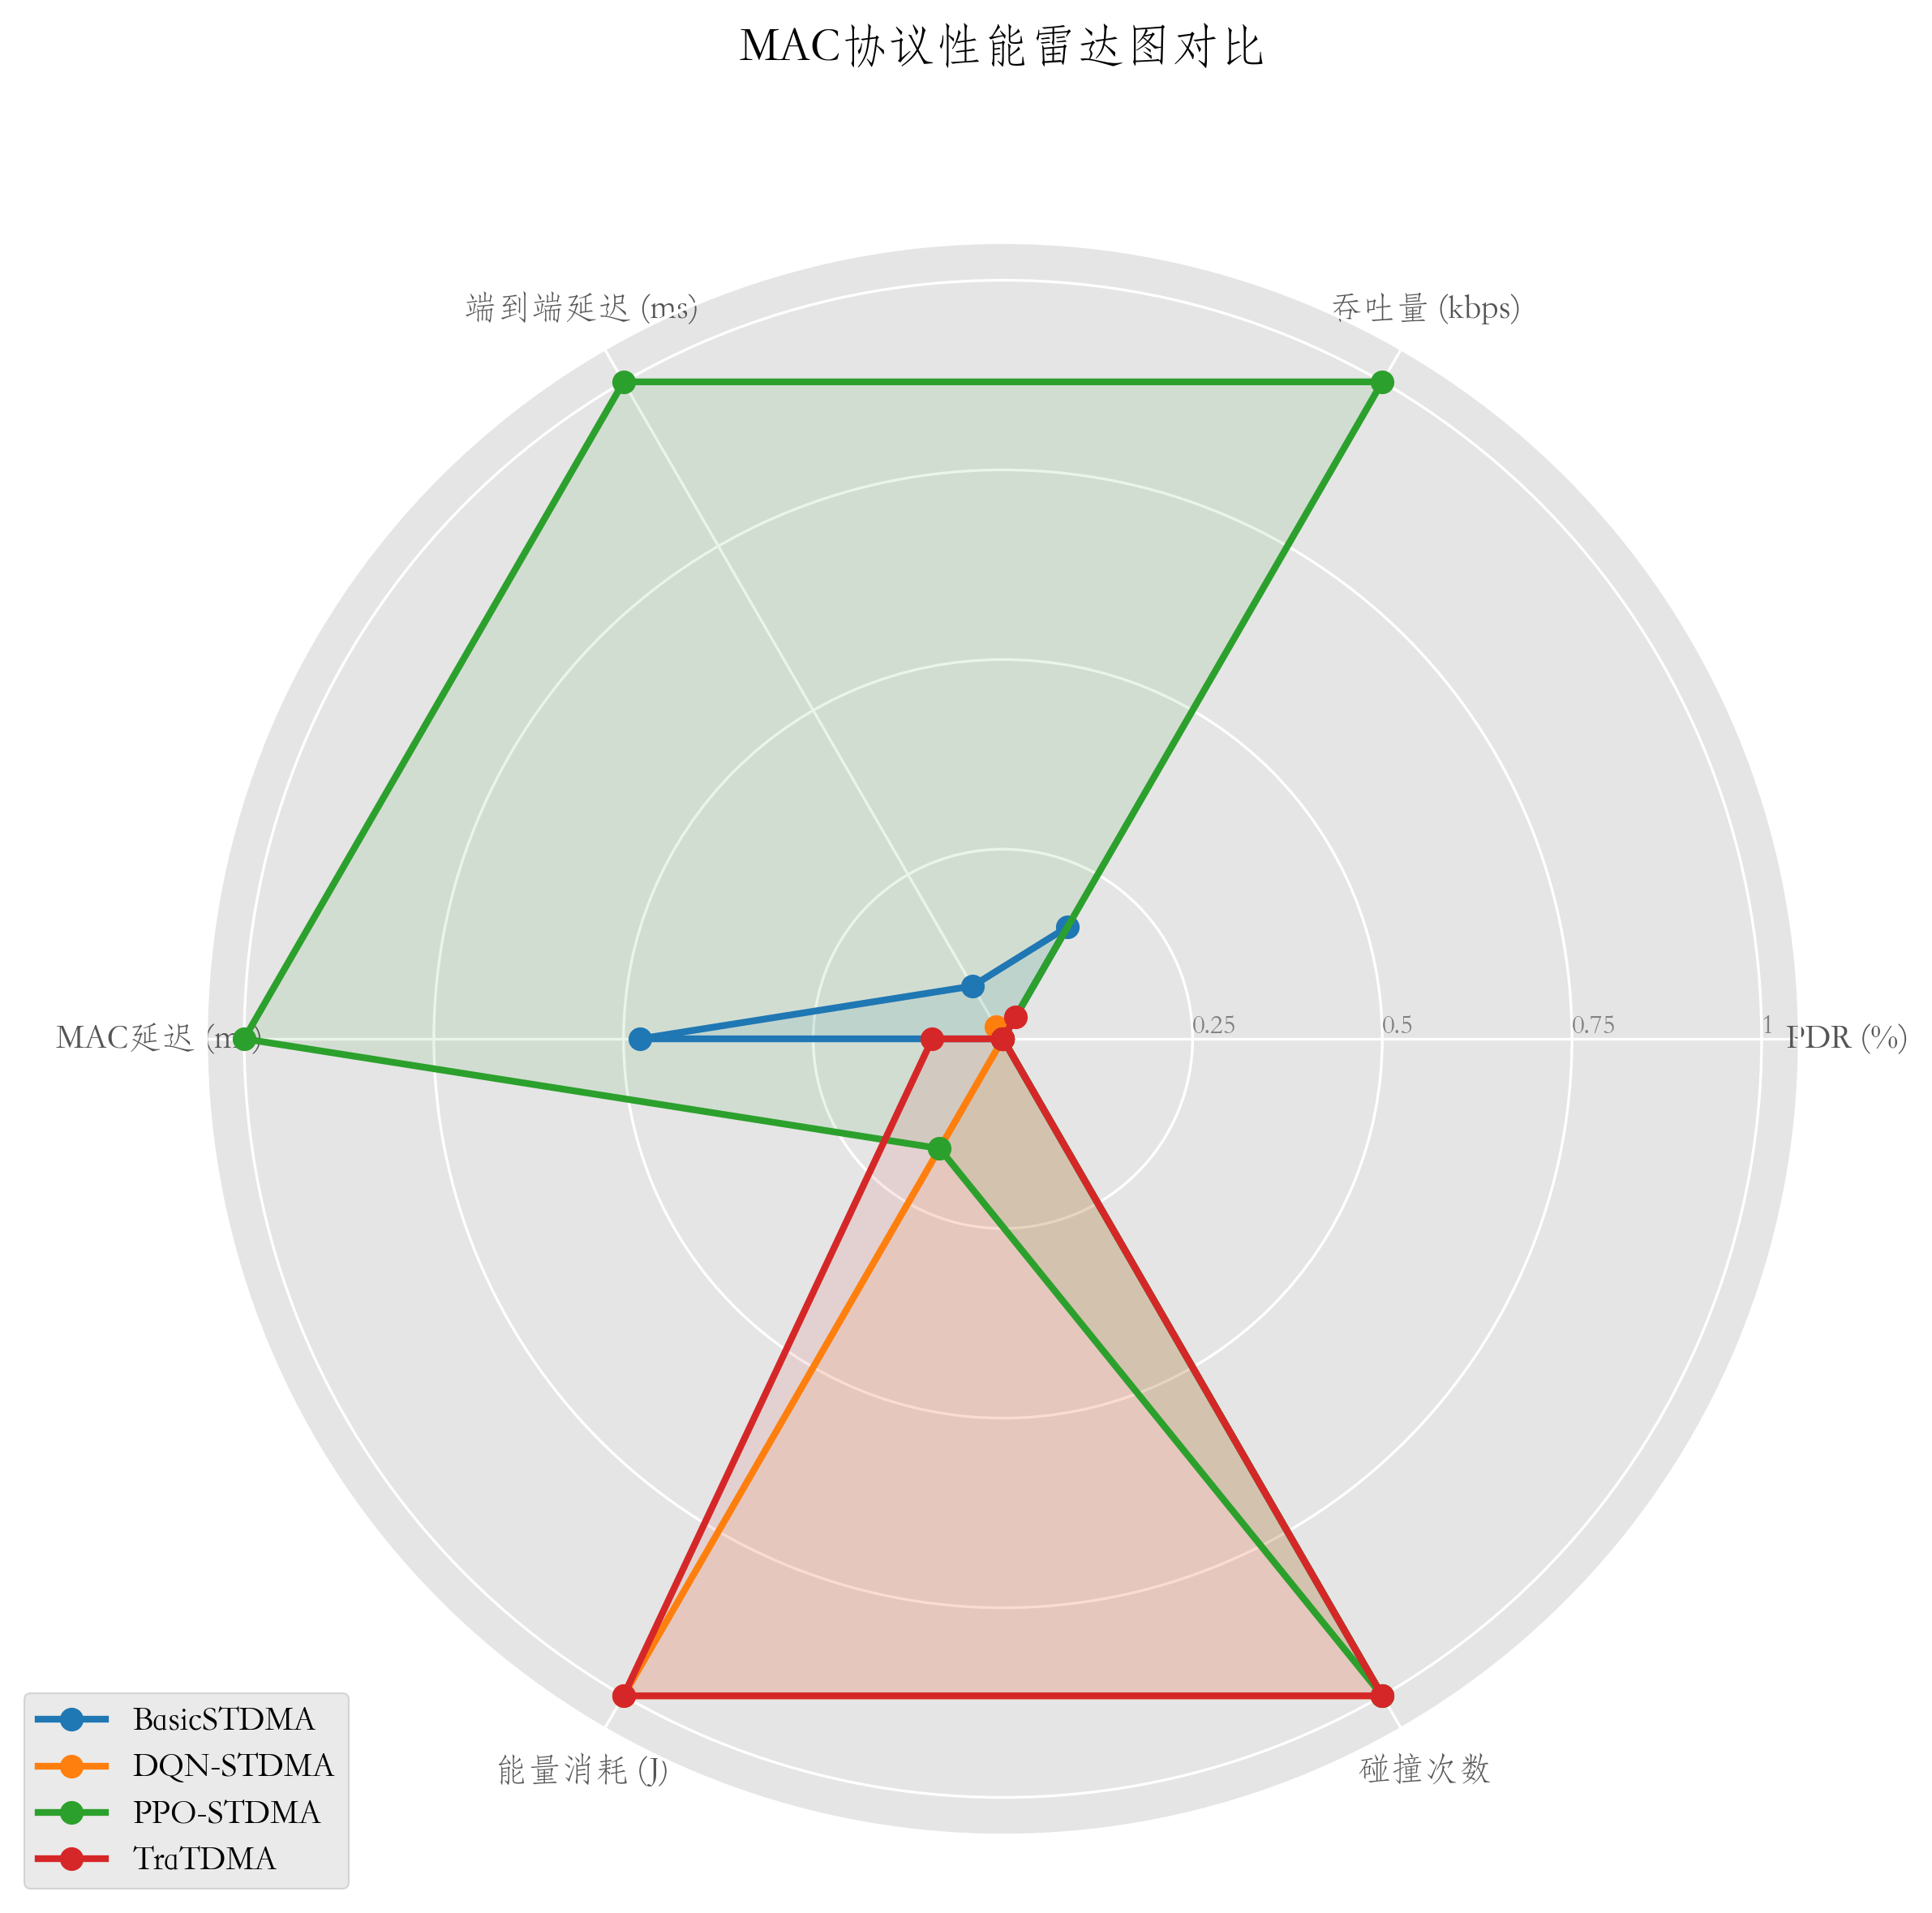 MAC协议性能雷达图对比
端到端延迟 (ms)
吞吐量 (kbps)
MAC延迟 (m)
0.25
0.5
0.75
1
PDR (%)
能量消耗 (J)
碰撞次数
BasicSTDMA
DQN-STDMA
PPO-STDMA
TraTDMA